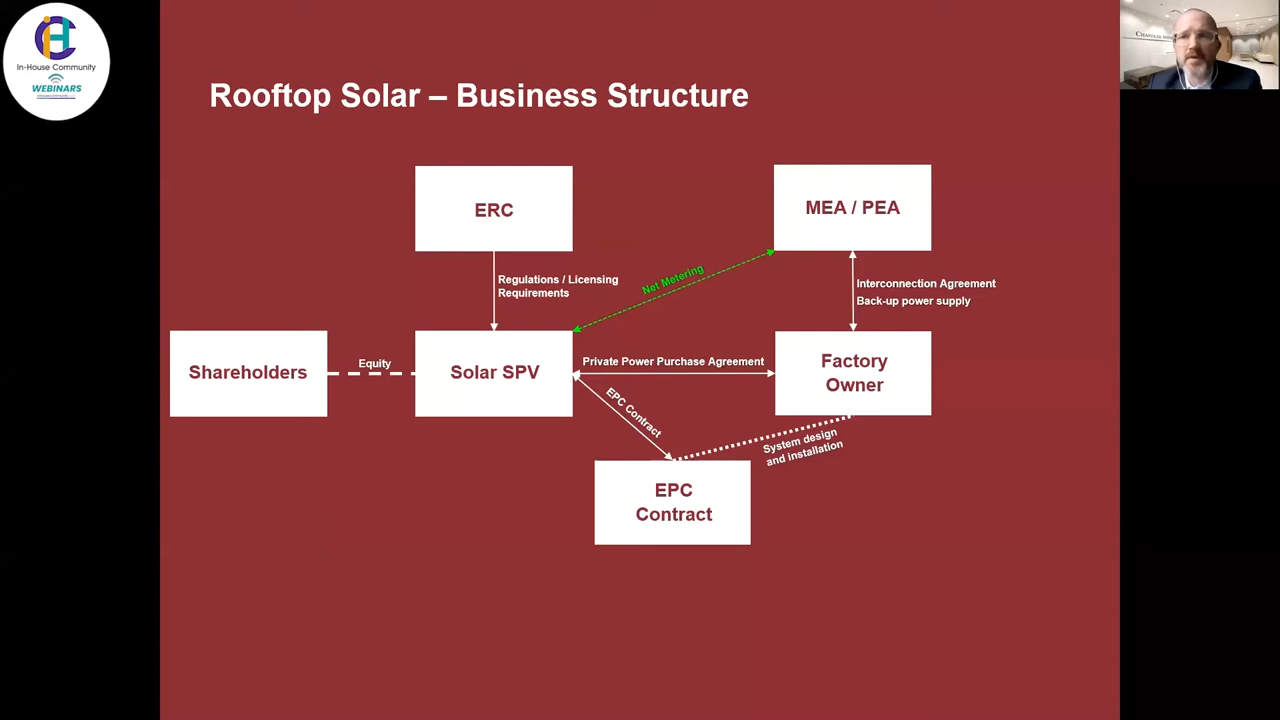 In-House Community
WEBINARS
CHANDLER
Rooftop Solar – Business Structure
ERC
MEA / PEA
Net Metering
Regulations / Licensing
Requirements
Interconnection Agreement
Back-up power supply
Shareholders
Equity
Solar SPV
Private Power Purchase Agreement
Factory
Owner
EPC Contract
System design
and installation
EPC
Contract